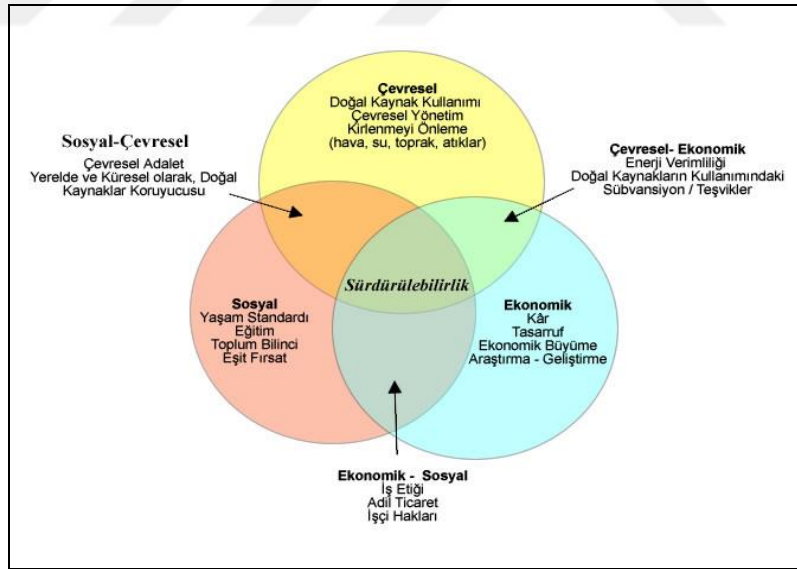 Çevresel
Doğal Kaynak Kullanımı
Çevresel Yönetim
Kirlenmeyi Önleme
(hava, su, toprak, atıklar)
Sosyal-Çevresel
Çevresel Adalet
Yerelde ve Küresel olarak, Doğal
Kaynaklar Koruyucusu
Çevresel- Ekonomik
Enerji Verimliliği
Doğal Kaynakların Kullanımındaki
Sübvansiyon / Teşvikler
Sürdürülebilirlik
Sosyal
Yaşam Standardı
Eğitim
Toplum Bilinci
Eşit Fırsat
Ekonomik
Kâr
Tasarruf
Ekonomik Büyüme
Araştırma - Geliştirme
Ekonomik - Sosyal
İş Etiği
Adil Ticaret
İşçi Hakları